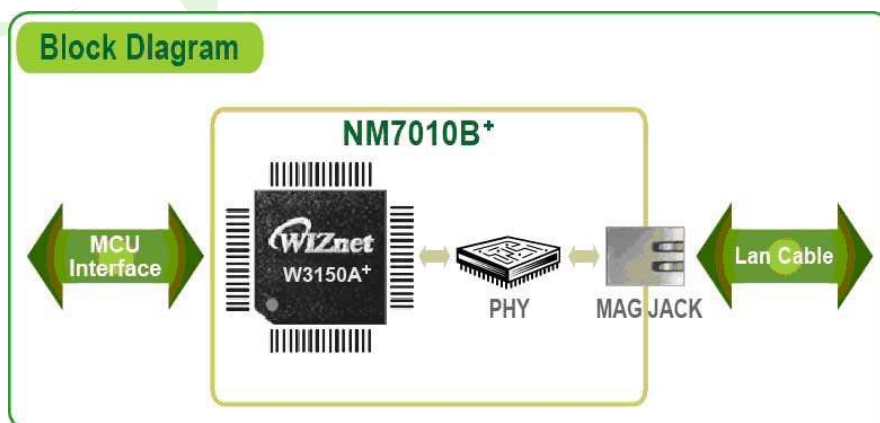 Block DIagram
NM7010B+
MCU
Interface
WIZnet
W3150A+
PHY
MAG JACK
Lan Cable